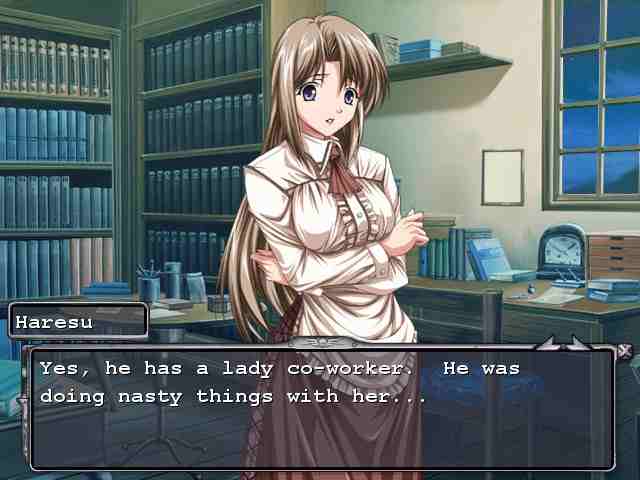 Haresu
Yes, he has a lady co-worker.  He was
doing nasty things with her...